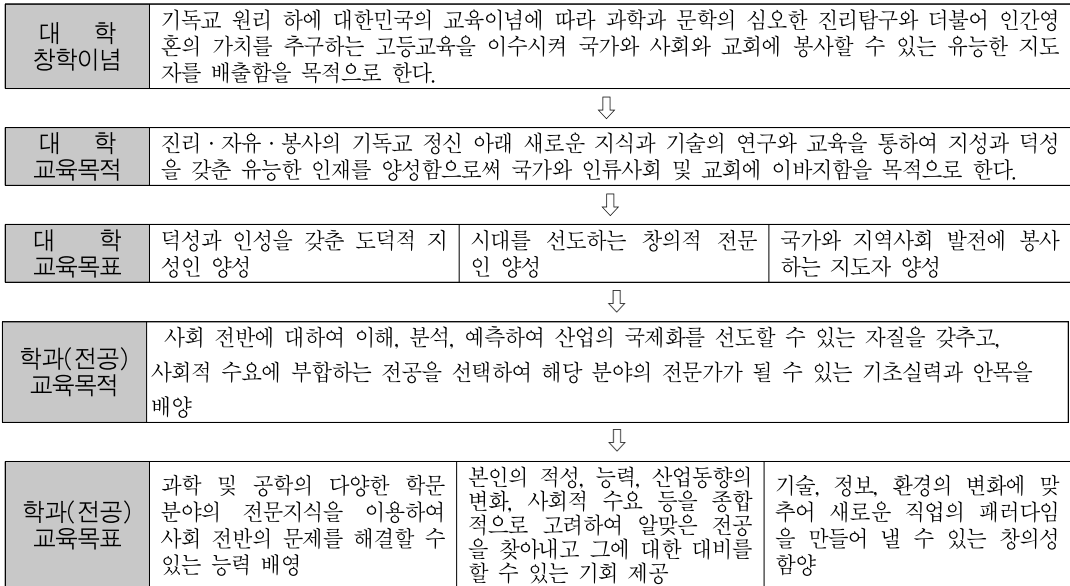 대 학
창학이념
기독교 원리 하에 대한민국의 교육이념에 따라 과학과 문학의 심오한 진리탐구와 더불어 인간영
혼의 가치를 추구하는 고등교육을 이수시켜 국가와 사회와 교회에 봉사할 수 있는 유능한 지도
자를 배출함을 목적으로 한다.
⇩
대 학
교육목적
진리·자유·봉사의 기독교 정신 아래 새로운 지식과 기술의 연구와 교육을 통하여 지성과 덕성
을 갖춘 유능한 인재를 양성함으로써 국가와 인류사회 및 교회에 이바지함을 목적으로 한다.
⇩
대 학
교육목표
덕성과 인성을 갖춘 도덕적 지
성인 양성
시대를 선도하는 창의적 전문
인 양성
국가와 지역사회 발전에 봉사
하는 지도자 양성
⇩
학과(전공)
교육목적
사회 전반에 대하여 이해, 분석, 예측하여 산업의 국제화를 선도할 수 있는 자질을 갖추고,
사회적 수요에 부합하는 전공을 선택하여 해당 분야의 전문가가 될 수 있는 기초실력과 안목을
배양
⇩
학과(전공)
교육목표
과학 및 공학의 다양한 학문
분야의 전문지식을 이용하여
사회 전반의 문제를 해결할 수
있는 능력 배영
본인의 적성, 능력, 산업동향의
변화, 사회적 수요 등을 종합
적으로 고려하여 알맞은 전공
을 찾아내고 그에 대한 대비를
할 수 있는 기회 제공
기술, 정보, 환경의 변화에 맞
추어 새로운 직업의 패러다임
을 만들어 낼 수 있는 창의성
함양